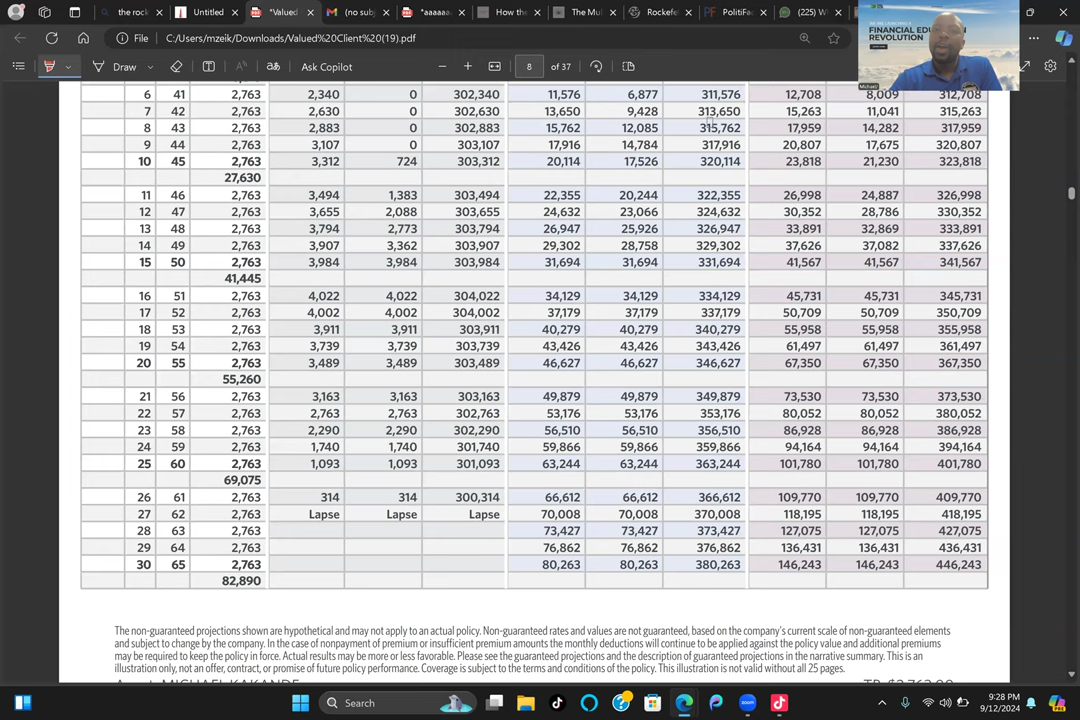 the rock
Untitled
*Valued
(no subj
*aaaaaa
How the
The Mul
Rockefel
PolitiFac
(225) W
File C:/Users/mzeik/Downloads/Valued Client (19).pdf
Draw Ask Copilot 8 of 37
FINANCIAL EDU
REVOLUTION
6 41 2,763 2,340 0 302,340 11,576 6,877 311,576 12,708 8,009 312,708
7 42 2,763 2,630 0 302,630 13,650 9,428 313,650 15,263 11,041 315,263
8 43 2,763 2,883 0 302,883 15,762 12,085 315,762 17,959 14,282 317,959
9 44 2,763 3,107 0 303,107 17,916 14,784 317,916 20,807 17,675 320,807
10 45 2,763 3,312 724 303,312 20,114 17,526 320,114 23,818 21,230 323,818
27,630
11 46 2,763 3,494 1,383 303,494 22,355 20,244 322,355 26,998 24,887 326,998
12 47 2,763 3,655 2,088 303,655 24,632 23,066 324,632 30,352 28,786 330,352
13 48 2,763 3,794 2,773 303,794 26,947 25,926 326,947 33,891 32,869 333,891
14 49 2,763 3,907 3,362 303,907 29,302 28,758 329,302 37,626 37,082 337,626
15 50 2,763 3,984 3,984 303,984 31,694 31,694 331,694 41,567 41,567 341,567
41,445
16 51 2,763 4,022 4,022 304,022 34,129 34,129 334,129 45,731 45,731 345,731
17 52 2,763 4,002 4,002 304,002 37,179 37,179 337,179 50,709 50,709 350,709
18 53 2,763 3,911 3,911 303,911 40,279 40,279 340,279 55,958 55,958 355,958
19 54 2,763 3,739 3,739 303,739 43,426 43,426 343,426 61,497 61,497 361,497
20 55 2,763 3,489 3,489 303,489 46,627 46,627 346,627 67,350 67,350 367,350
55,260
21 56 2,763 3,163 3,163 303,163 49,879 49,879 349,879 73,530 73,530 373,530
22 57 2,763 2,763 2,763 302,763 53,176 53,176 353,176 80,052 80,052 380,052
23 58 2,763 2,290 2,290 302,290 56,510 56,510 356,510 86,928 86,928 386,928
24 59 2,763 1,740 1,740 301,740 59,866 59,866 359,866 94,164 94,164 394,164
25 60 2,763 1,093 1,093 301,093 63,244 63,244 363,244 101,780 101,780 401,780
69,075
26 61 2,763 314 314 300,314 66,612 66,612 366,612 109,770 109,770 409,770
27 62 2,763 Lapse Lapse Lapse 70,008 70,008 370,008 118,195 118,195 418,195
28 63 2,763 73,427 73,427 373,427 127,075 127,075 427,075
29 64 2,763 76,862 76,862 376,862 136,431 136,431 436,431
30 65 2,763 80,263 80,263 380,263 146,243 146,243 446,243
82,890
The non-guaranteed projections shown are hypothetical and may not apply to an actual policy. Non-guaranteed rates and values are not guaranteed, based on the company's current scale of non-guaranteed elements
and subject to change by the company. In the case of nonpayment of premium or insufficient premium amounts the monthly deductions will continue to be applied against the policy value and additional premiums
may be required to keep the policy in force. Actual results may be more or less favorable. Please see the guaranteed projections and the description of guaranteed projections in the narrative summary. This is an
illustration only, not an offer, contract, or promise of future policy performance. Coverage is subject to the terms and conditions of the policy. This illustration is not valid without all 25 pages.
Agent: MICHAEL KAKANDE TP $2,763.00
Search
9:28 PM
9/12/2024